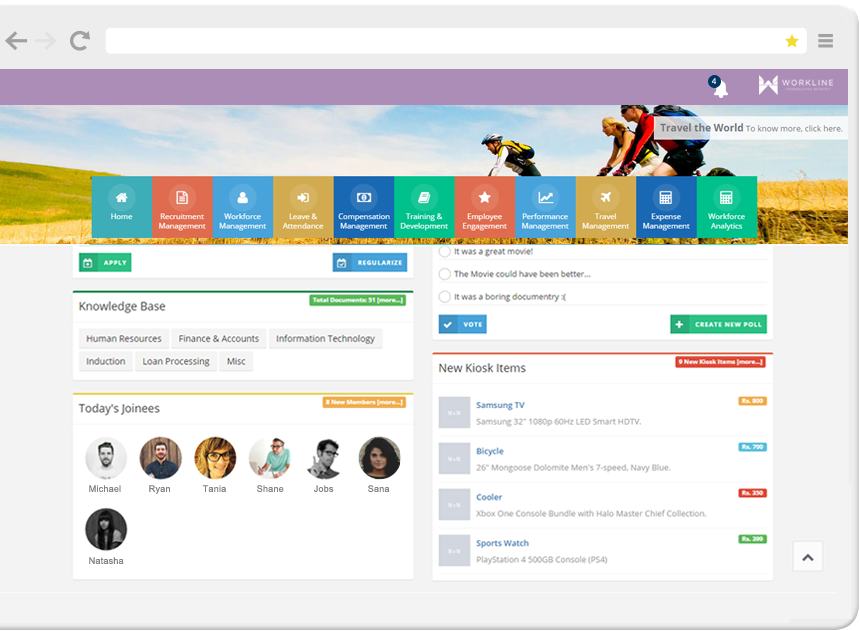 4
WORKLINE
Travel the World To know more, click here.
Home
Recruitment
Management
Workforce
Management
Leave &
Attendance
Compensation
Management
Training &
Development
Employee
Engagement
Performance
Management
Travel
Management
Expense
Management
Workforce
Analytics
APPLY
REGULARIZE
Knowledge Base
Total Documents: 51 [more...]
Human Resources
Finance & Accounts
Information Technology
Induction
Loan Processing
Misc
Today's Joinees
8 New Members [more...]
Michael
Ryan
Tania
Shane
Jobs
Sana
Natasha
It was a great movie!
The Movie could have been better...
It was a boring documentry :(
VOTE
CREATE NEW POLL
New Kiosk Items
9 New Kiosk Items [more...]
Samsung TV
Rs. 800
Samsung 32" 1080p 60Hz LED Smart HDTV.
Bicycle
Rs. 700
26" Mongoose Dolomite Men's 7-speed, Navy Blue.
Cooler
Rs. 350
Xbox One Console Bundle with Halo Master Chief Collection.
Sports Watch
Rs. 399
PlayStation 4 500GB Console (PS4)